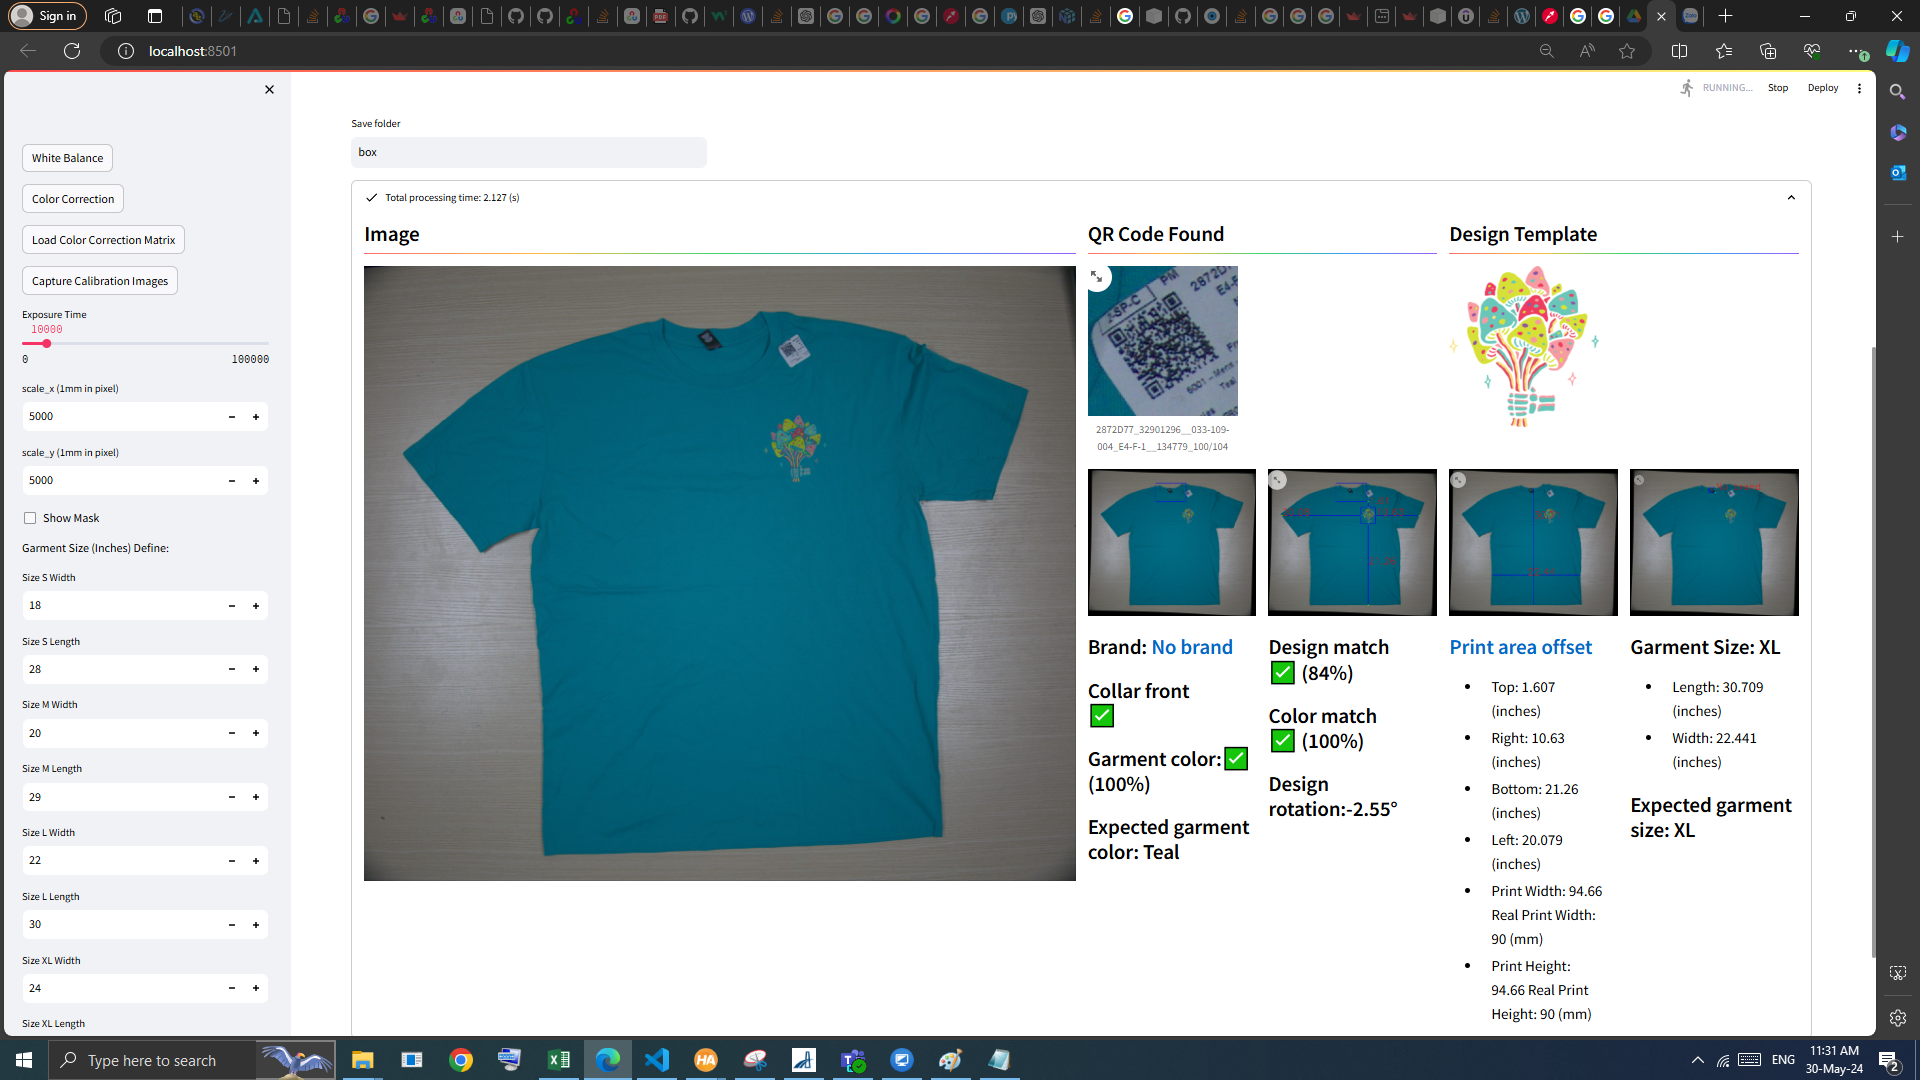 Sign in
localhost:8501
RUNNING...
Stop
Deploy
White Balance
Color Correction
Load Color Correction Matrix
Capture Calibration Images
Exposure Time
10000
0
100000
scale_x (1mm in pixel)
5000
scale_y (1mm in pixel)
5000
Show Mask
Garment Size (Inches) Define:
Size S Width
18
Size S Length
28
Size M Width
20
Size M Length
29
Size L Width
22
Size L Length
30
Size XL Width
24
Size XL Length
Save folder
box
Total processing time: 2.127 (s)
Image
QR Code Found
2872D77_32901296__033-109-
004_E4-F-1__134779_100/104
Design Template
Brand: No brand
Collar front
Garment color:
(100%)
Expected garment
color: Teal
Design match
(84%)
Color match
(100%)
Design
rotation:-2.55°
Print area offset
Top: 1.607
(inches)
Right: 10.63
(inches)
Bottom: 21.26
(inches)
Left: 20.079
(inches)
Print Width: 94.66
Real Print Width:
90 (mm)
Print Height:
94.66 Real Print
Height: 90 (mm)
Garment Size: XL
Length: 30.709
(inches)
Width: 22.441
(inches)
Expected garment
size: XL
Type here to search
ENG
11:31 AM
30-May-24
2